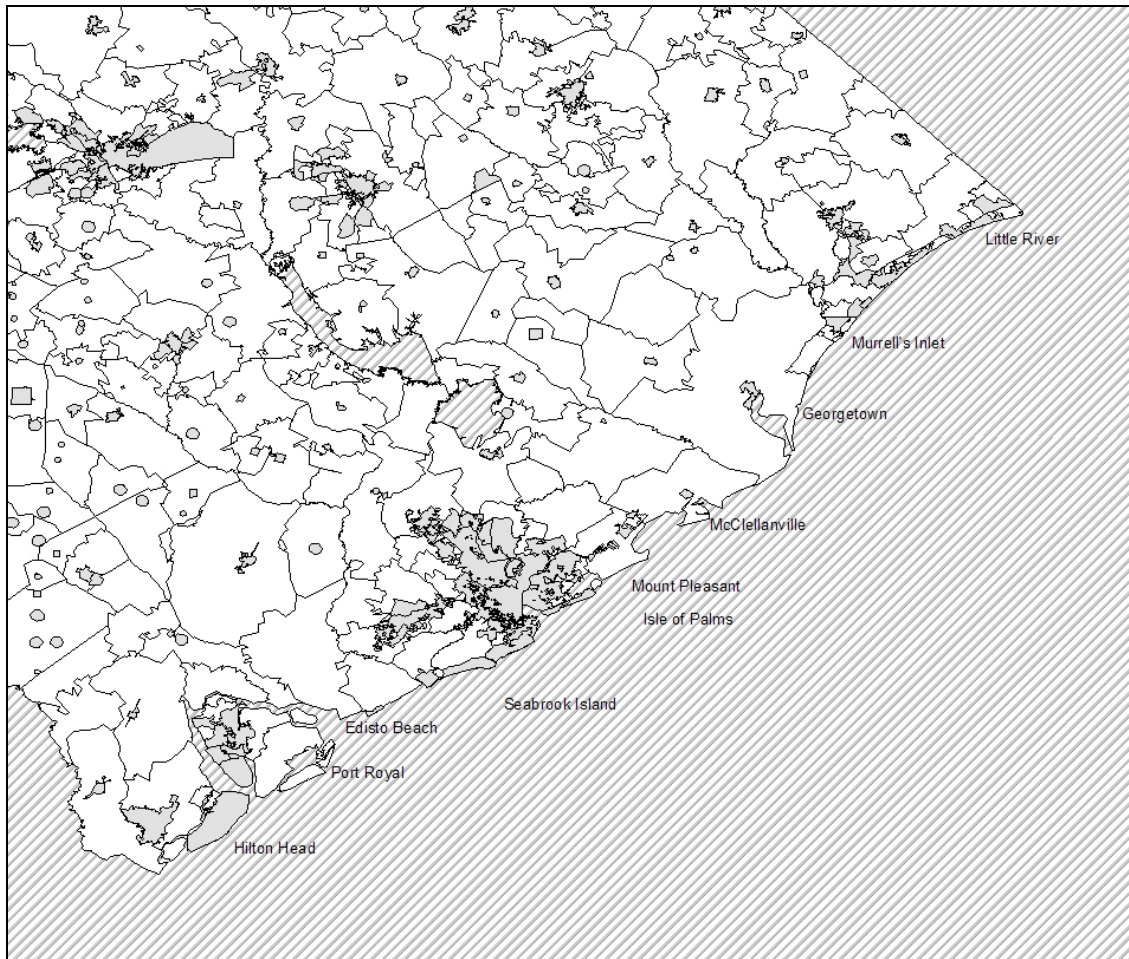 Little River
Murrell's Inlet
Georgetown
McClellanville
Mount Pleasant
Isle of Palms
Seabrook Island
Edisto Beach
Port Royal
Hilton Head